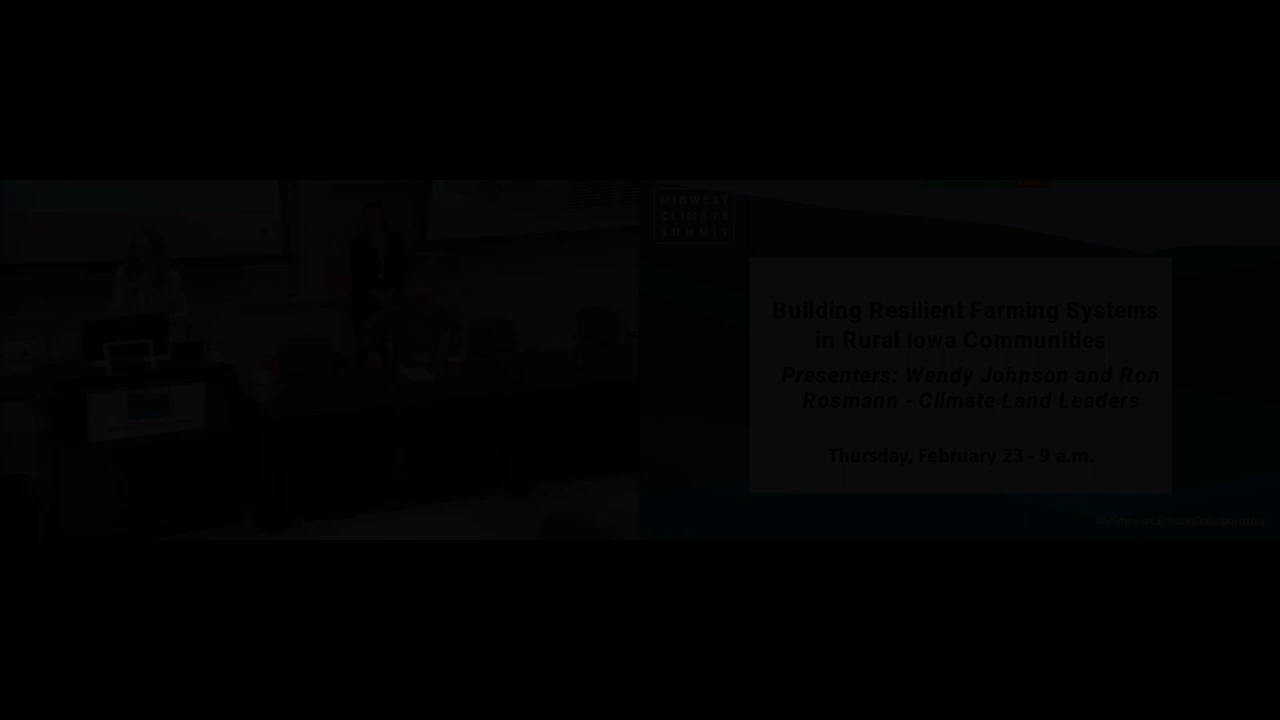 MIDWEST
CLIMATE
SUMMIT
Building Resilient Farming Systems
in Rural Iowa Communities
Presenters: Wendy Johnson and Ron
Rosmann - Climate Land Leaders
Thursday, February 23 - 9 a.m.
#MidwestClimateCollaborative